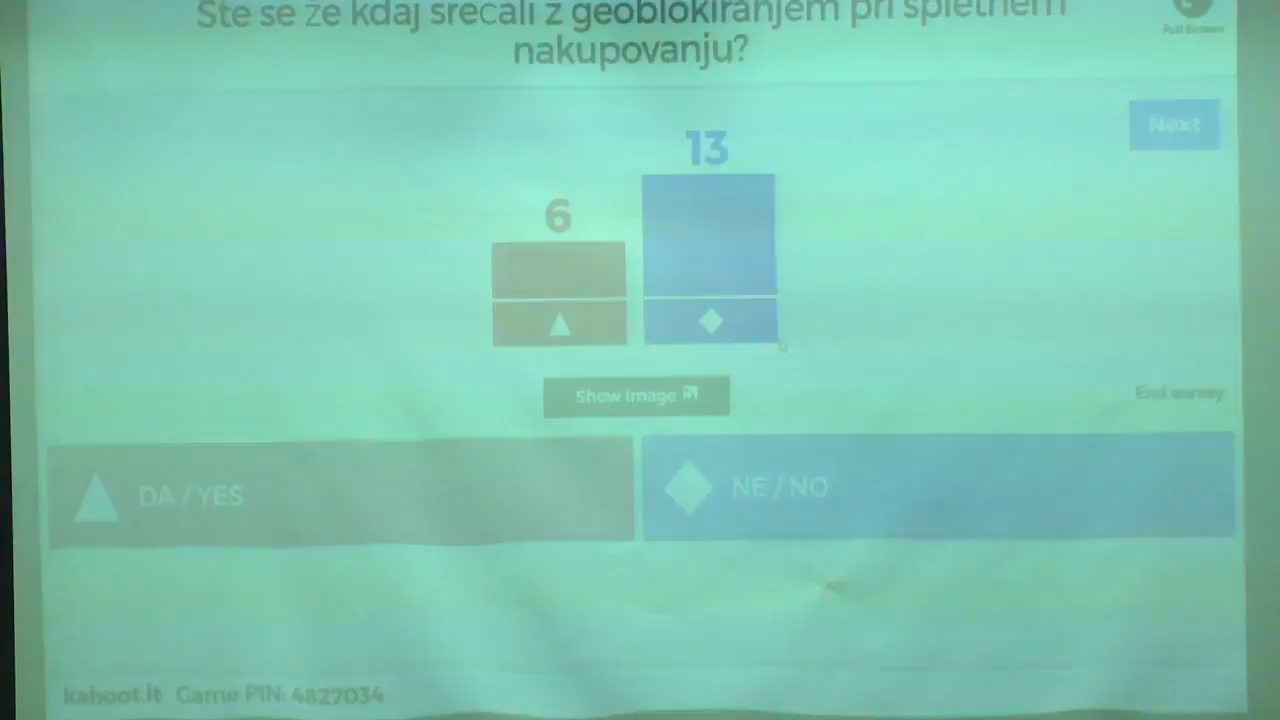 Ste se že kdaj srečali z geoblokiranjem pri spletnem
nakupovanju?
Full Screen
Next
13
6
Show image
End survey
DA / YES
NE / NO
kahoot.it Game PIN: 4827034